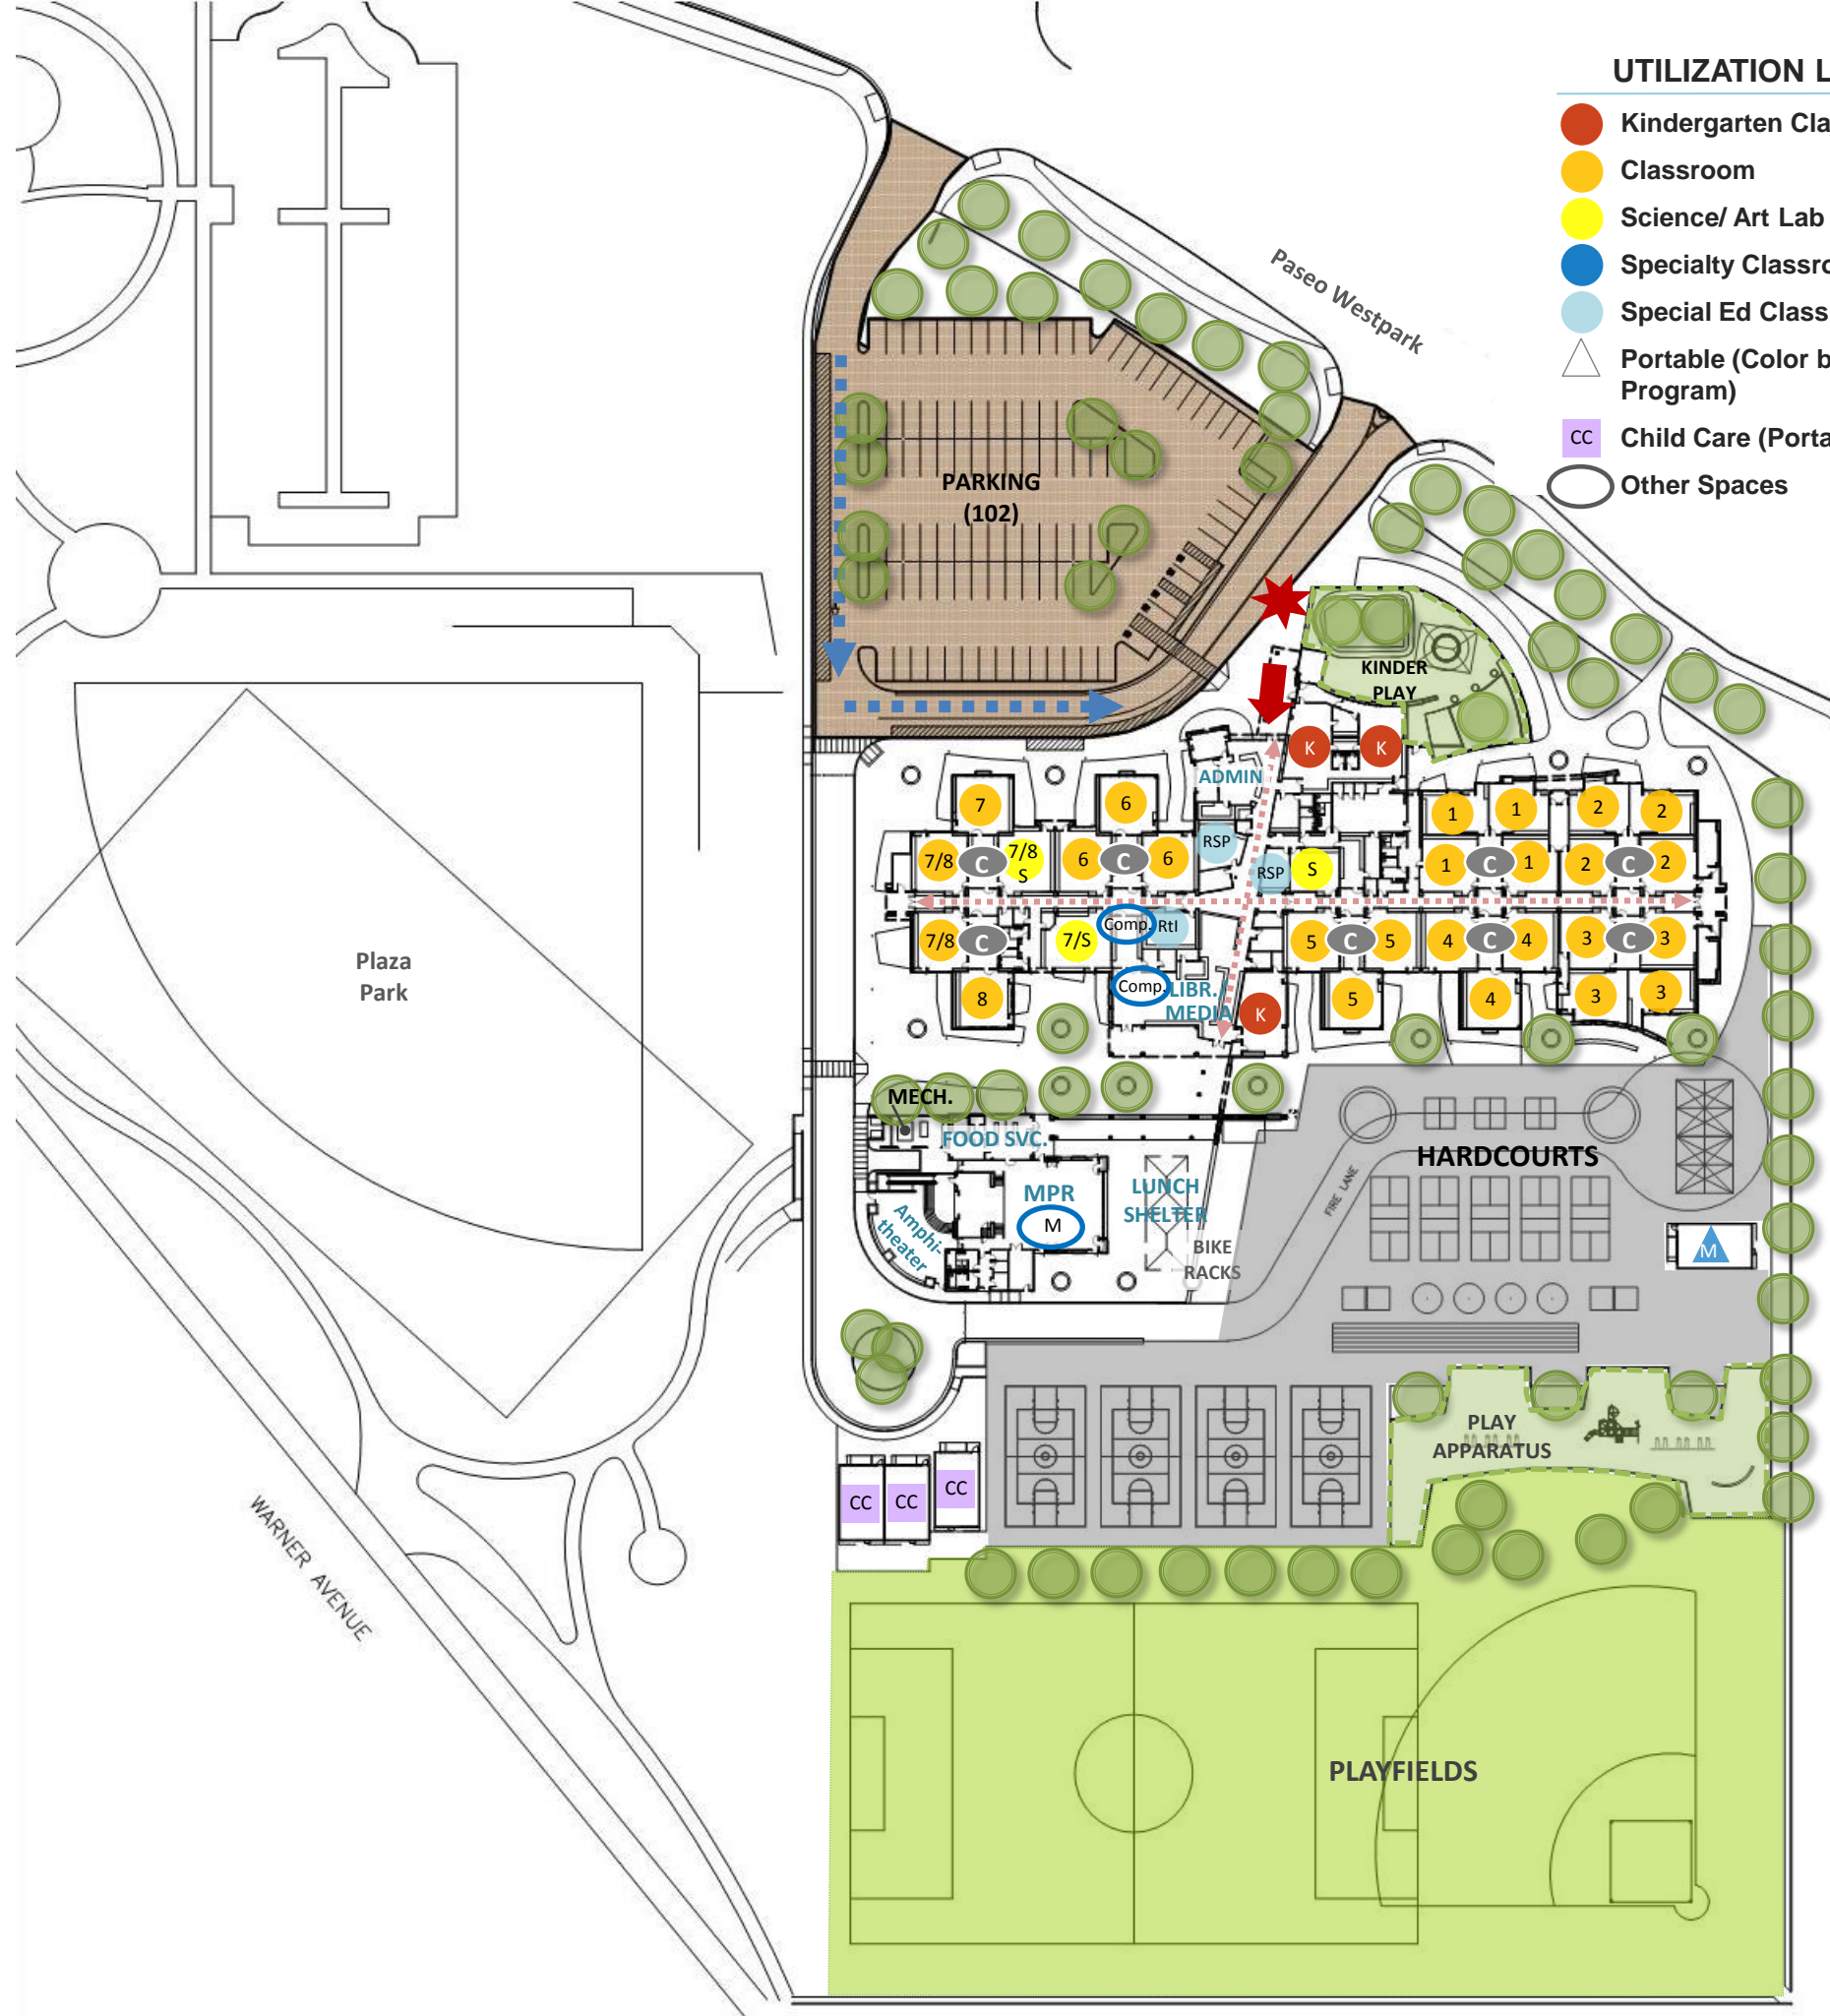 UTILIZATION L
Kindergarten Cla
Classroom
Science/ Art Lab
Specialty Classro
Special Ed Class
Portable (Color b
Program)
CC Child Care (Porta
Other Spaces
Paseo Westpark
PARKING
(102)
KINDER
PLAY
K K
ADMIN
7 6 1 1 2 2
RSP
7/8 C 7/8 S 6 C 6 RSP S 1 C 1 2 C 2
Comp. RtI
7/8 C 7/S 5 C 5 4 C 4 3 C 3
Plaza
Park
8 Comp. LIBR./
MEDIA K 5 4 3 3
MECH.
FOOD SVC.
HARDCOURTS
FIRE LANE
MPR
M
LUNCH
SHELTER
Amphi-
theater
BIKE
RACKS
M
PLAY
APPARATUS
CC CC CC
WARNER AVENUE
PLAYFIELDS